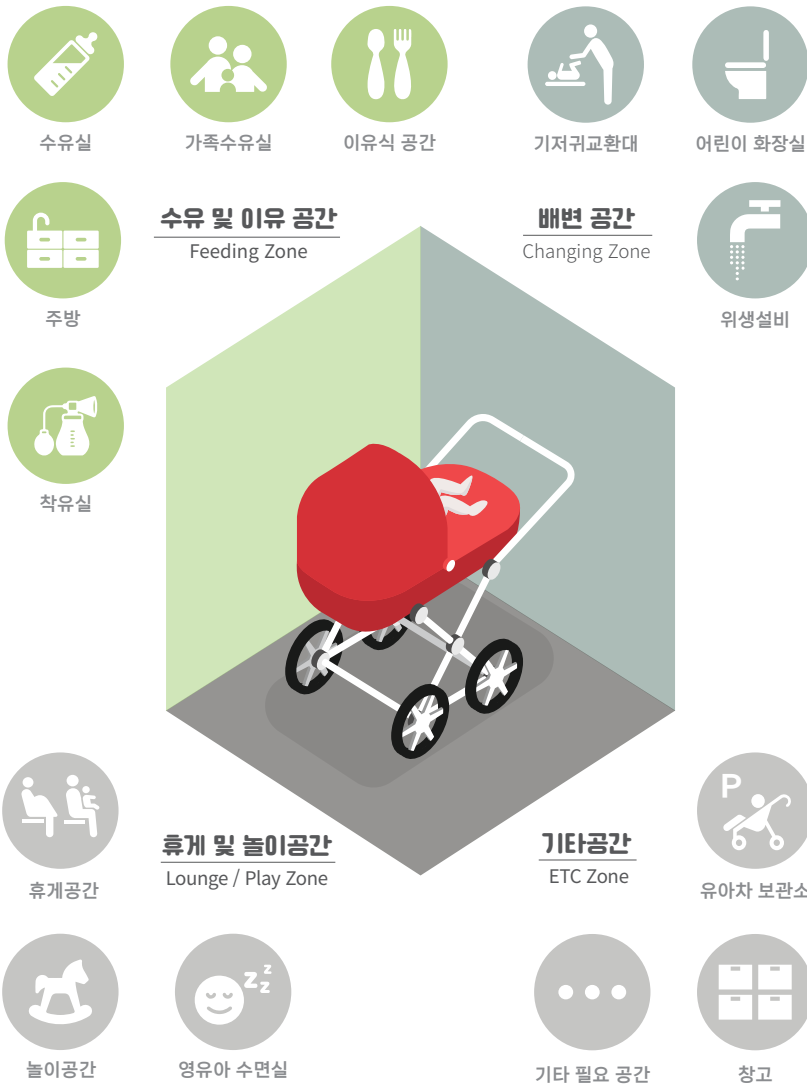 수유실
가족수유실
이유식 공간
기저귀교환대
어린이 화장실
수유 및 이유 공간
Feeding Zone
배변 공간
Changing Zone
주방
위생설비
착유실
P
휴게 및 놀이공간
Lounge / Play Zone
기타공간
ETC Zone
휴게공간
유아차 보관소
z z z
놀이공간
영유아 수면실
기타 필요 공간
창고